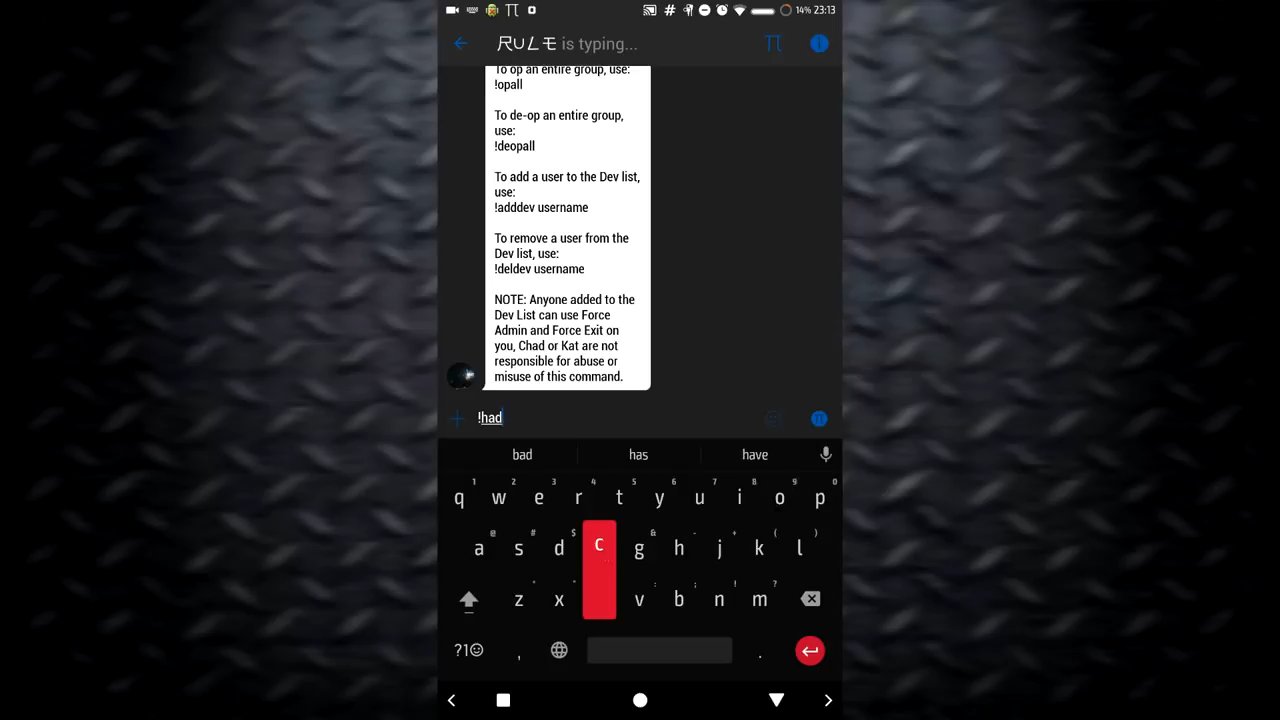 14% 23:13
RULE is typing...
To op an entire group, use:
!opall
To de-op an entire group,
use:
!deopall
To add a user to the Dev list,
use:
!adddev username
To remove a user from the
Dev list, use:
!deldev username
NOTE: Anyone added to the
Dev List can use Force
Admin and Force Exit on
you, Chad or Kat are not
responsible for abuse or
misuse of this command.
!had
bad has have
1 2 3 4 5 6 7 8 9 0
q w e r t y u i o p
@ # $ & - + ( )
a s d c g h j k l
z x v b n m
?1☺ , .